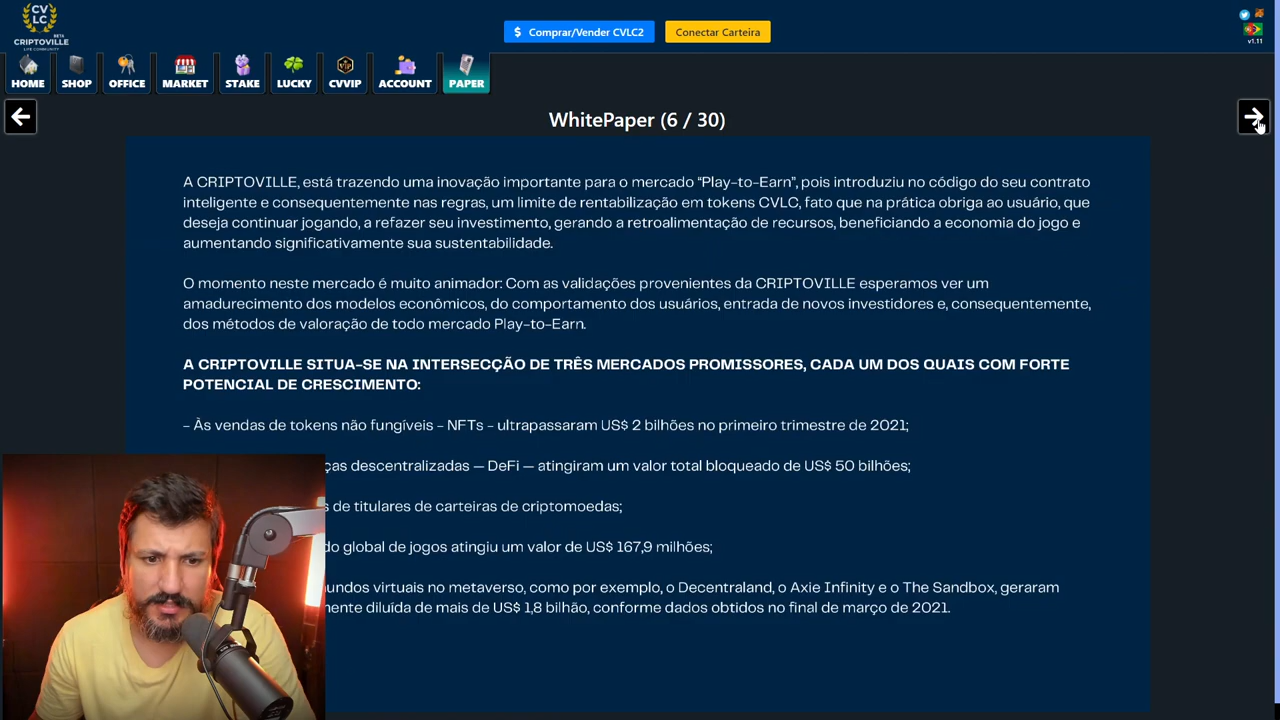 CV
LC
BETA
CRIPTOVILLE
LIFE COMMUNITY
$ Comprar/Vender CVLC2
Conectar Carteira
v1.11
HOME
SHOP
OFFICE
MARKET
STAKE
LUCKY
VIP
CVVIP
ACCOUNT
PAPER
WhitePaper (6 / 30)
A CRIPTOVILLE, está trazendo uma inovação importante para o mercado “Play-to-Earn”, pois introduziu no código do seu contrato
inteligente e consequentemente nas regras, um limite de rentabilização em tokens CVLC, fato que na prática obriga ao usuário, que
deseja continuar jogando, a refazer seu investimento, gerando a retroalimentação de recursos, beneficiando a economia do jogo e
aumentando significativamente sua sustentabilidade.
O momento neste mercado é muito animador: Com as validações provenientes da CRIPTOVILLE esperamos ver um
amadurecimento dos modelos econômicos, do comportamento dos usuários, entrada de novos investidores e, consequentemente,
dos métodos de valoração de todo mercado Play-to-Earn.
A CRIPTOVILLE SITUA-SE NA INTERSECÇÃO DE TRÊS MERCADOS PROMISSORES, CADA UM DOS QUAIS COM FORTE
POTENCIAL DE CRESCIMENTO:
- Às vendas de tokens não fungíveis - NFTs - ultrapassaram US$ 2 bilhões no primeiro trimestre de 2021;
ças descentralizadas — DeFi — atingiram um valor total bloqueado de US$ 50 bilhões;
s de titulares de carteiras de criptomoedas;
do global de jogos atingiu um valor de US$ 167,9 milhões;
undos virtuais no metaverso, como por exemplo, o Decentraland, o Axie Infinity e o The Sandbox, geraram
ente diluída de mais de US$ 1,8 bilhão, conforme dados obtidos no final de março de 2021.